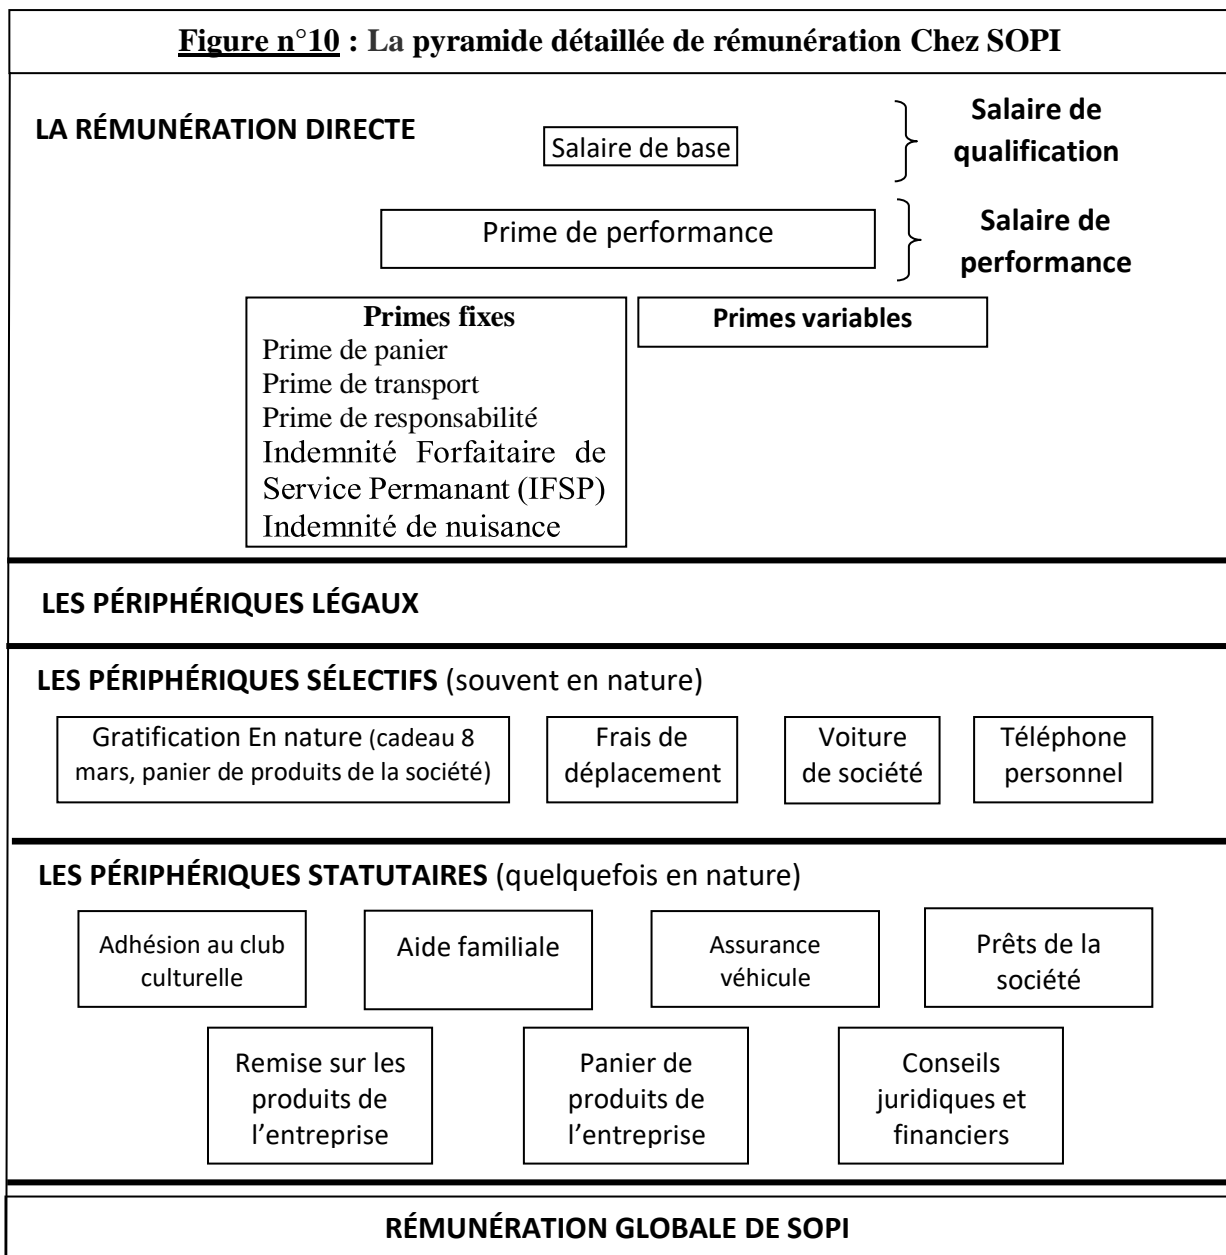 Figure n°10 : La pyramide détaillée de rémunération Chez SOPI
LA RÉMUNÉRATION DIRECTE
Salaire de base
Salaire de
qualification
Prime de performance
Salaire de
performance
Primes fixes
Prime de panier
Prime de transport
Prime de responsabilité
Indemnité Forfaitaire de
Service Permanant (IFSP)
Indemnité de nuisance
Primes variables
LES PÉRIPHÉRIQUES LÉGAUX
LES PÉRIPHÉRIQUES SÉLECTIFS (souvent en nature)
Gratification En nature (cadeau 8
mars, panier de produits de la société)
Frais de
déplacement
Voiture
de société
Téléphone
personnel
LES PÉRIPHÉRIQUES STATUTAIRES (quelquefois en nature)
Adhésion au club
culturelle
Aide familiale
Assurance
véhicule
Prêts de la
société
Remise sur les
produits de
l’entreprise
Panier de
produits de
l’entreprise
Conseils
juridiques et
financiers
RÉMUNÉRATION GLOBALE DE SOPI